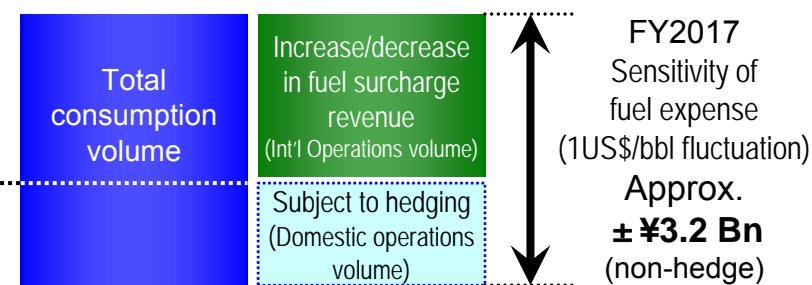 Total
consumption
volume
Increase/decrease
in fuel surcharge
revenue
(Int'l Operations volume)
Subject to hedging
(Domestic operations
volume)
FY2017
Sensitivity of
fuel expense
(1US$/bbl fluctuation)
Approx.
± ¥3.2 Bn
(non-hedge)